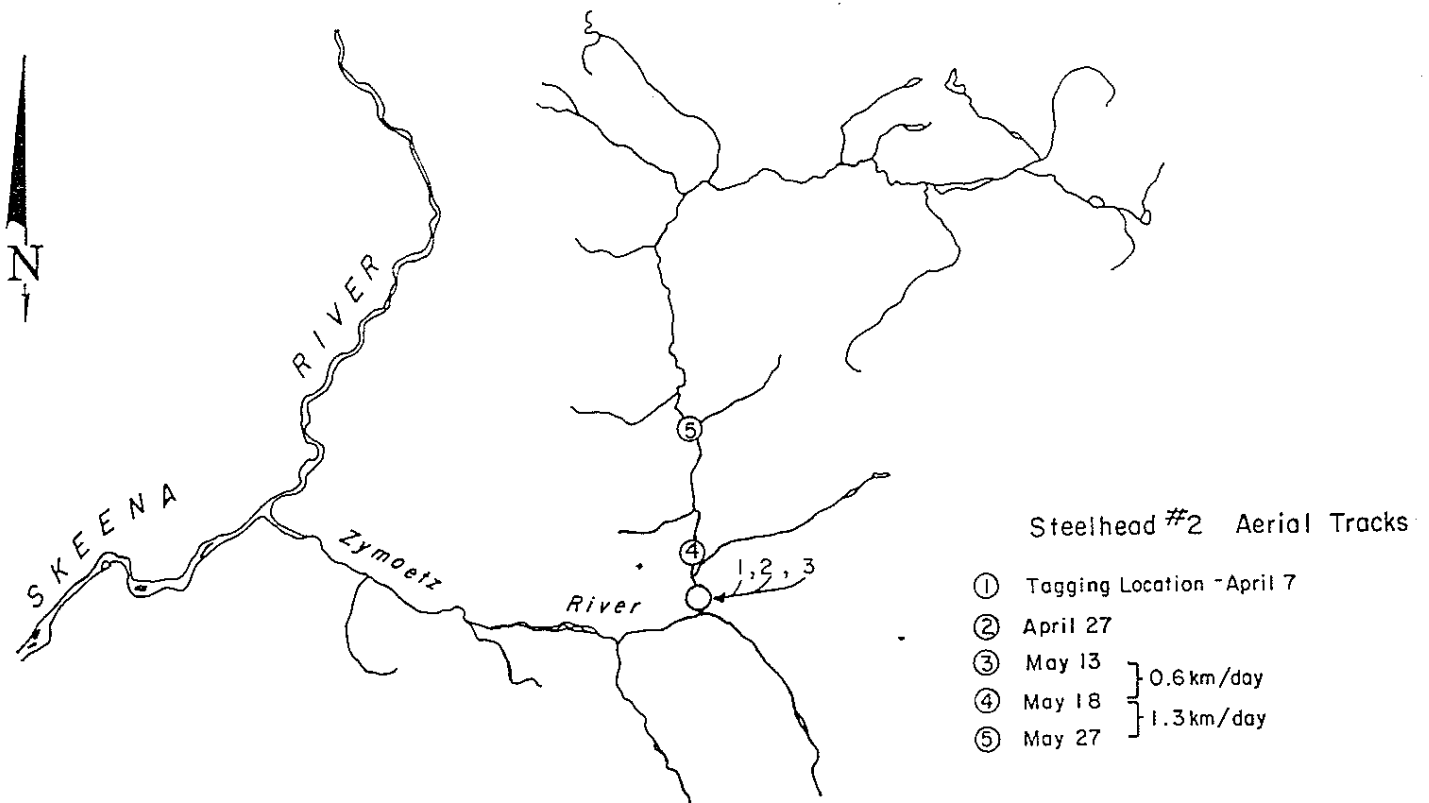 N
SKEENA RIVER
Zymoetz River
5
4
1, 2, 3
Steelhead #2 Aerial Tracks
1 Tagging Location - April 7
2 April 27
3 May 13
0.6 km/day
4 May 18
1.3 km/day
5 May 27